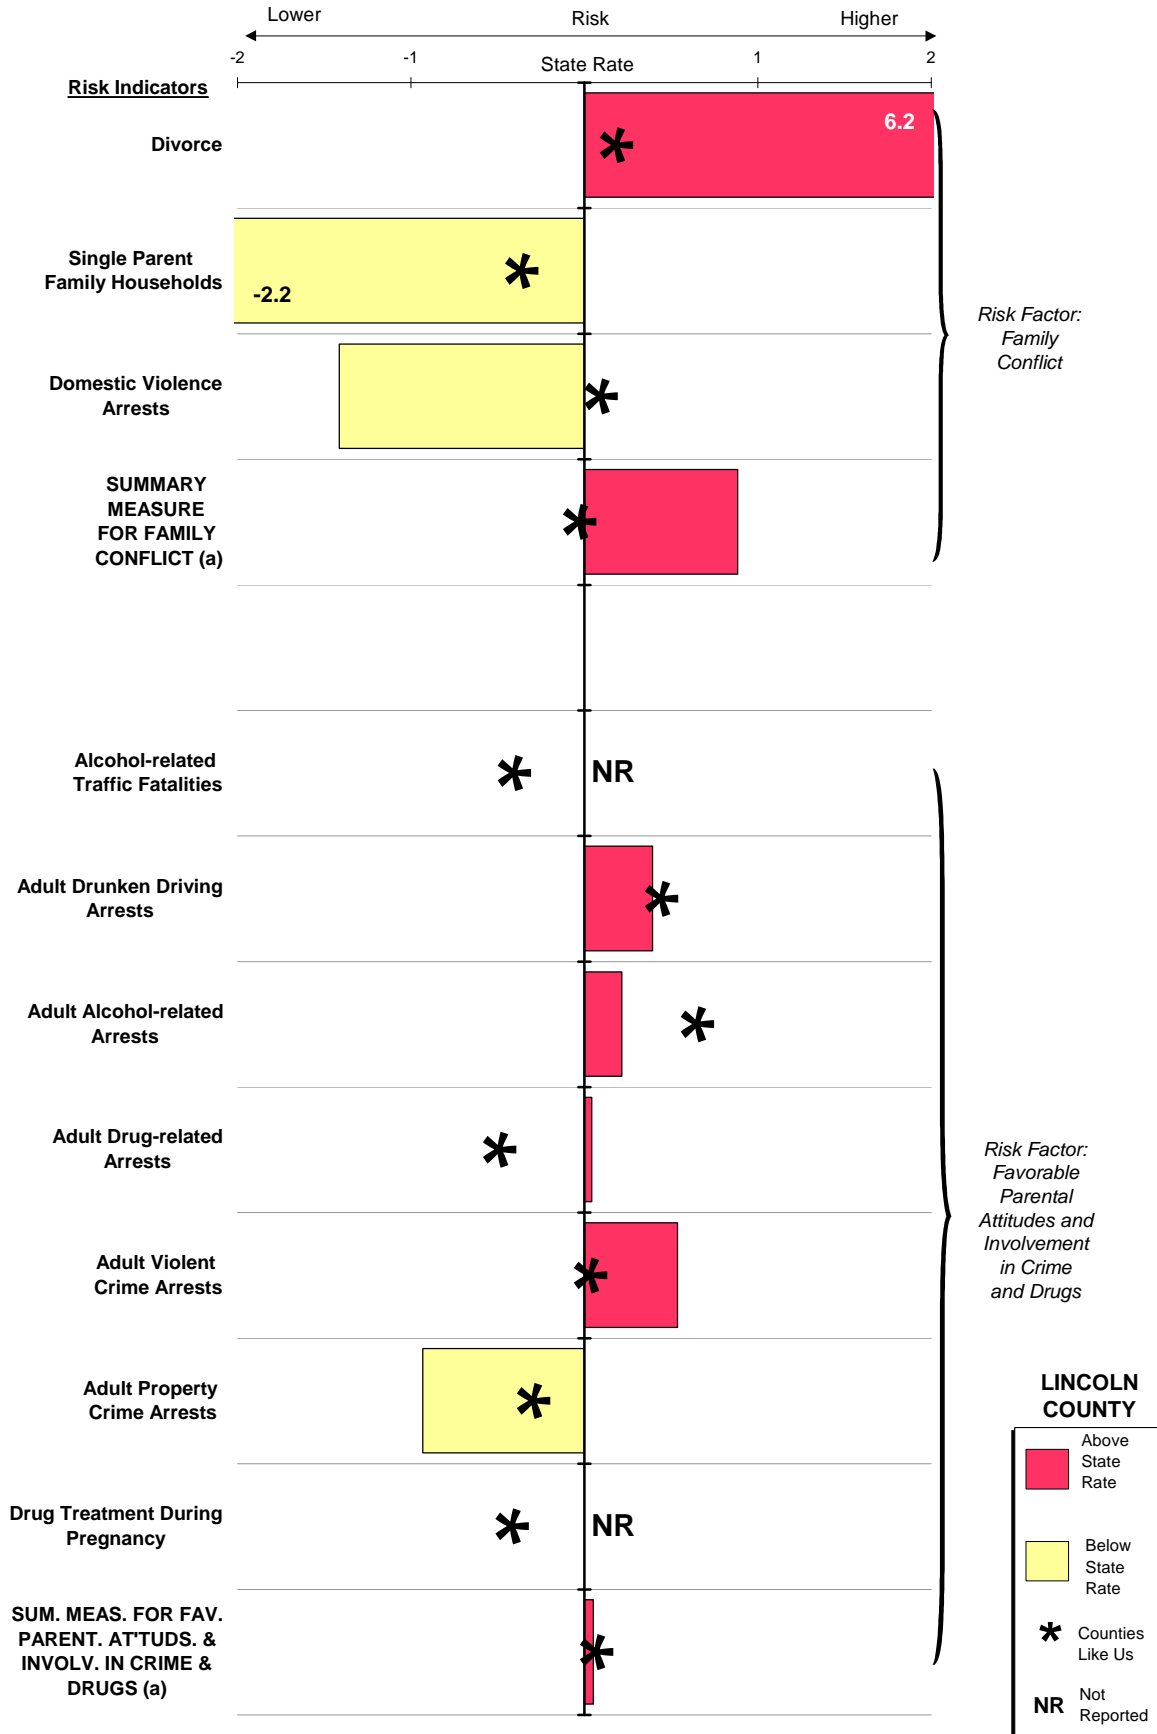 Lower Risk Higher
-2 -1 State Rate 1 2
Risk Indicators
Divorce
6.2
Single Parent
Family Households
-2.2
Domestic Violence
Arrests
SUMMARY
MEASURE
FOR FAMILY
CONFLICT (a)
Risk Factor:
Family
Conflict
Alcohol-related
Traffic Fatalities
NR
Adult Drunken Driving
Arrests
Adult Alcohol-related
Arrests
Adult Drug-related
Arrests
Adult Violent
Crime Arrests
Adult Property
Crime Arrests
Drug Treatment During
Pregnancy
NR
SUM. MEAS. FOR FAV.
PARENT. AT'TUDS. &
INVOLV. IN CRIME &
DRUGS (a)
Risk Factor:
Favorable
Parental
Attitudes and
Involvement
in Crime
and Drugs
LINCOLN
COUNTY
Above
State
Rate
Below
State
Rate
* Counties
Like Us
NR Not
Reported